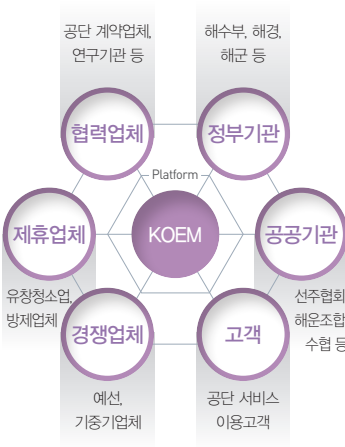 공단 계약업체,
연구기관 등
해수부, 해경,
해군 등
협력업체
정부기관
Platform
제휴업체
KOEM
공공기관
유창청소업,
방제업체
선주협회
해운조합
수협 등
경쟁업체
고객
예선,
기중기업체
공단 서비스
이용고객